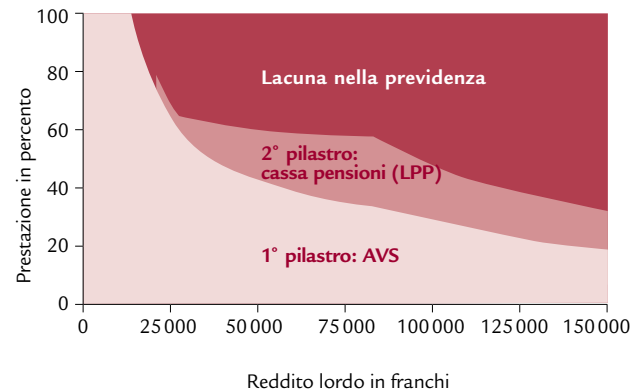 Prestazione in percento
100
80
60
40
20
0
Lacuna nella previdenza
2° pilastro:
cassa pensioni (LPP)
1° pilastro: AVS
0 25 000 50 000 75 000 100 000 125 000 150 000
Reddito lordo in franchi